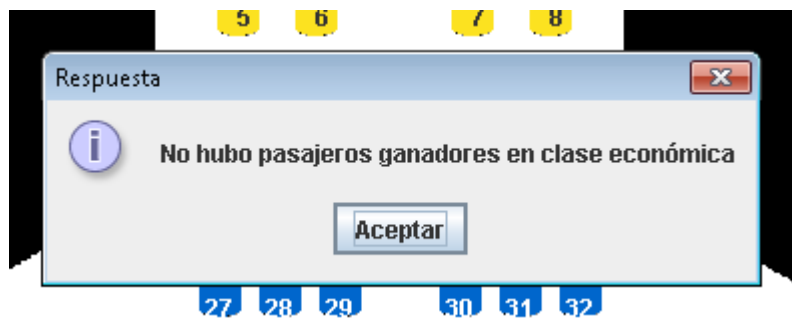 5 6 7 8
Respuesta
No hubo pasajeros ganadores en clase económica
Aceptar
27 28 29 30 31 32